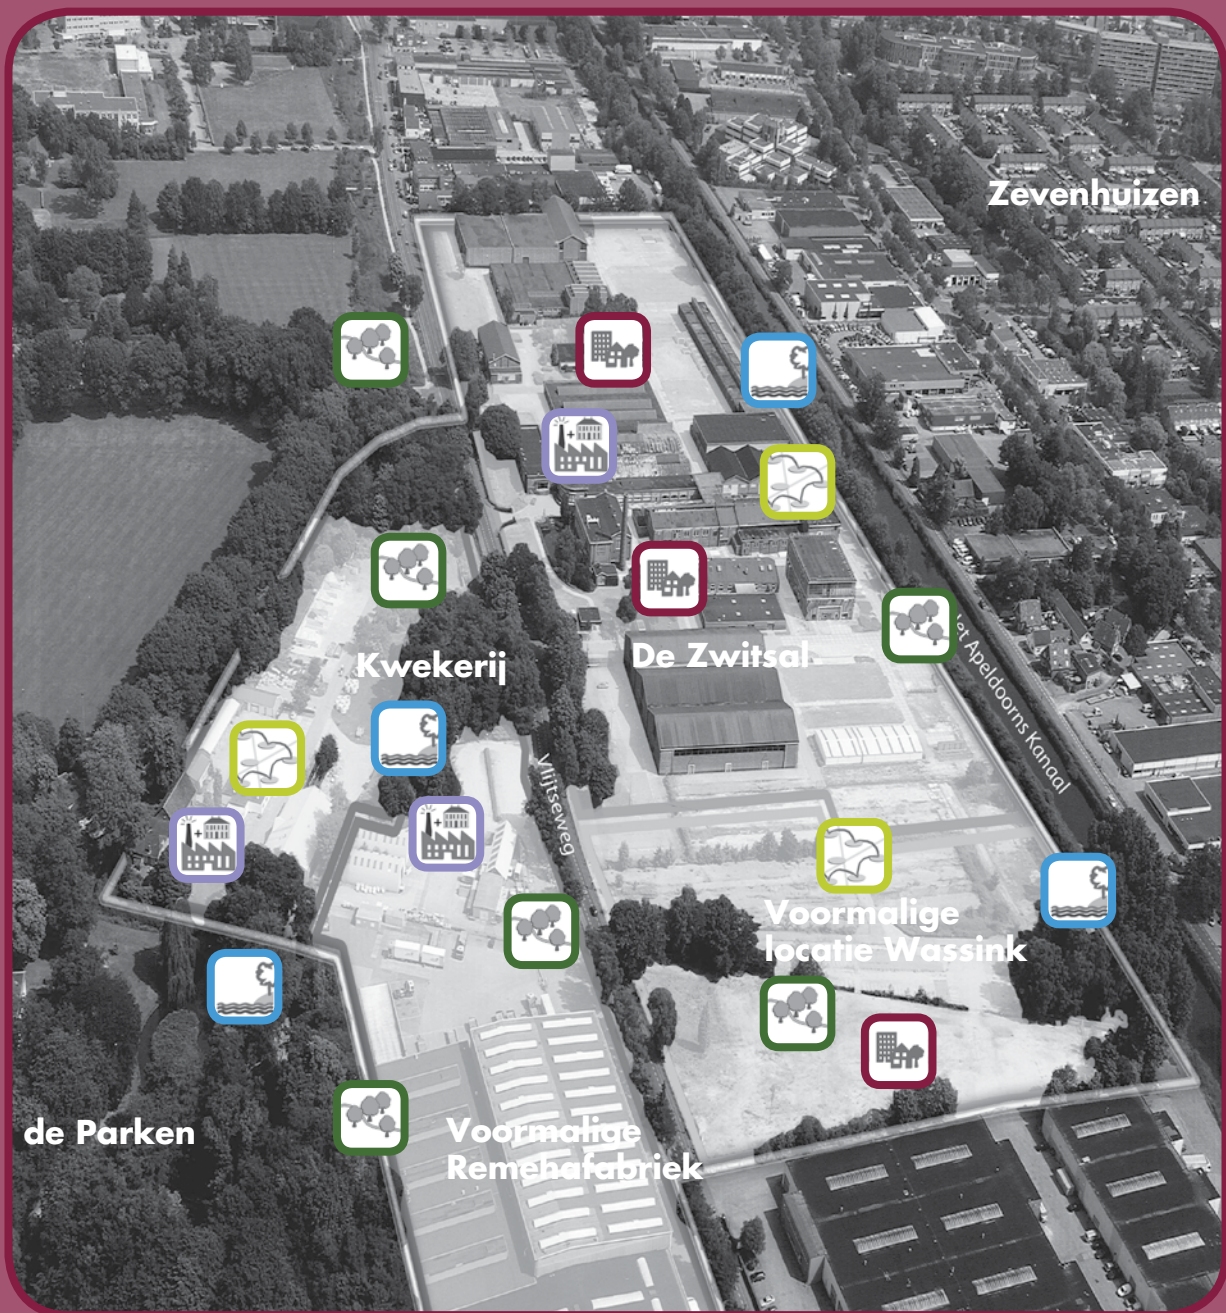 Zevenhuizen
De Zwitsal
Kwekerij
Het Apeldoorns Kanaal
Vlijtseweg
Voormalige
locatie Wassink
de Parken
Voormalige
Remehafabriek